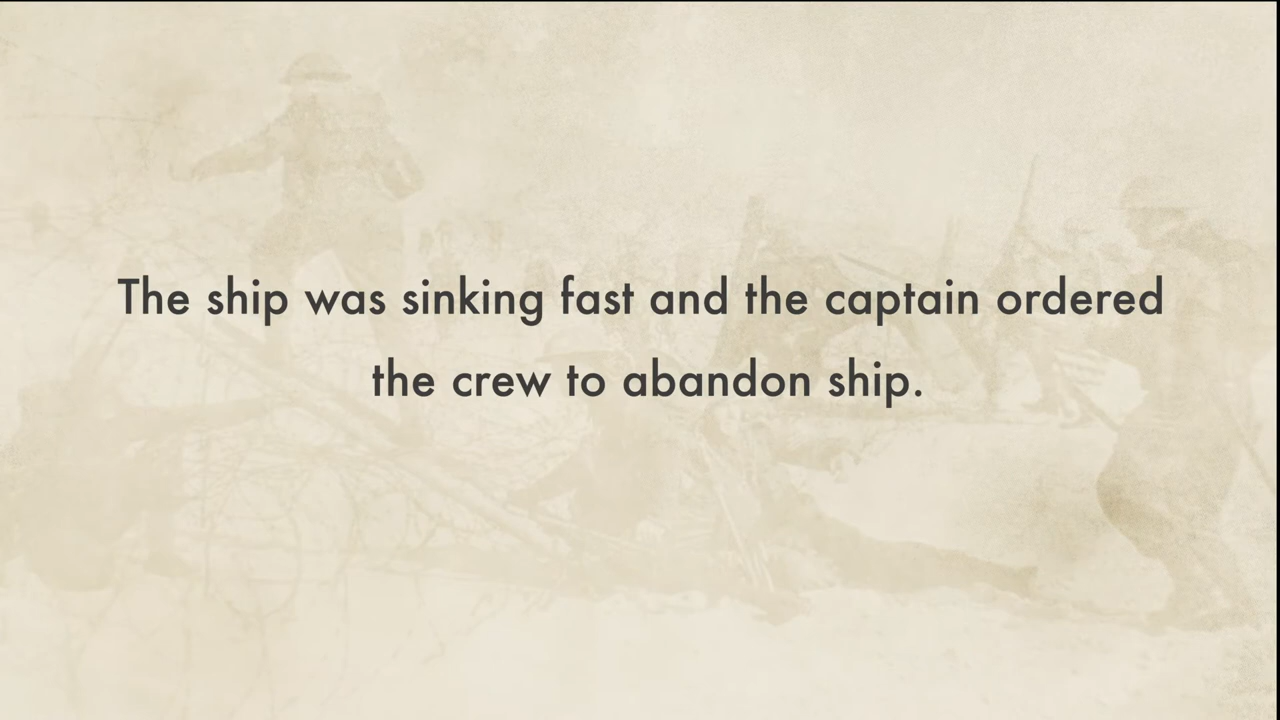 The ship was sinking fast and the captain ordered
the crew to abandon ship.